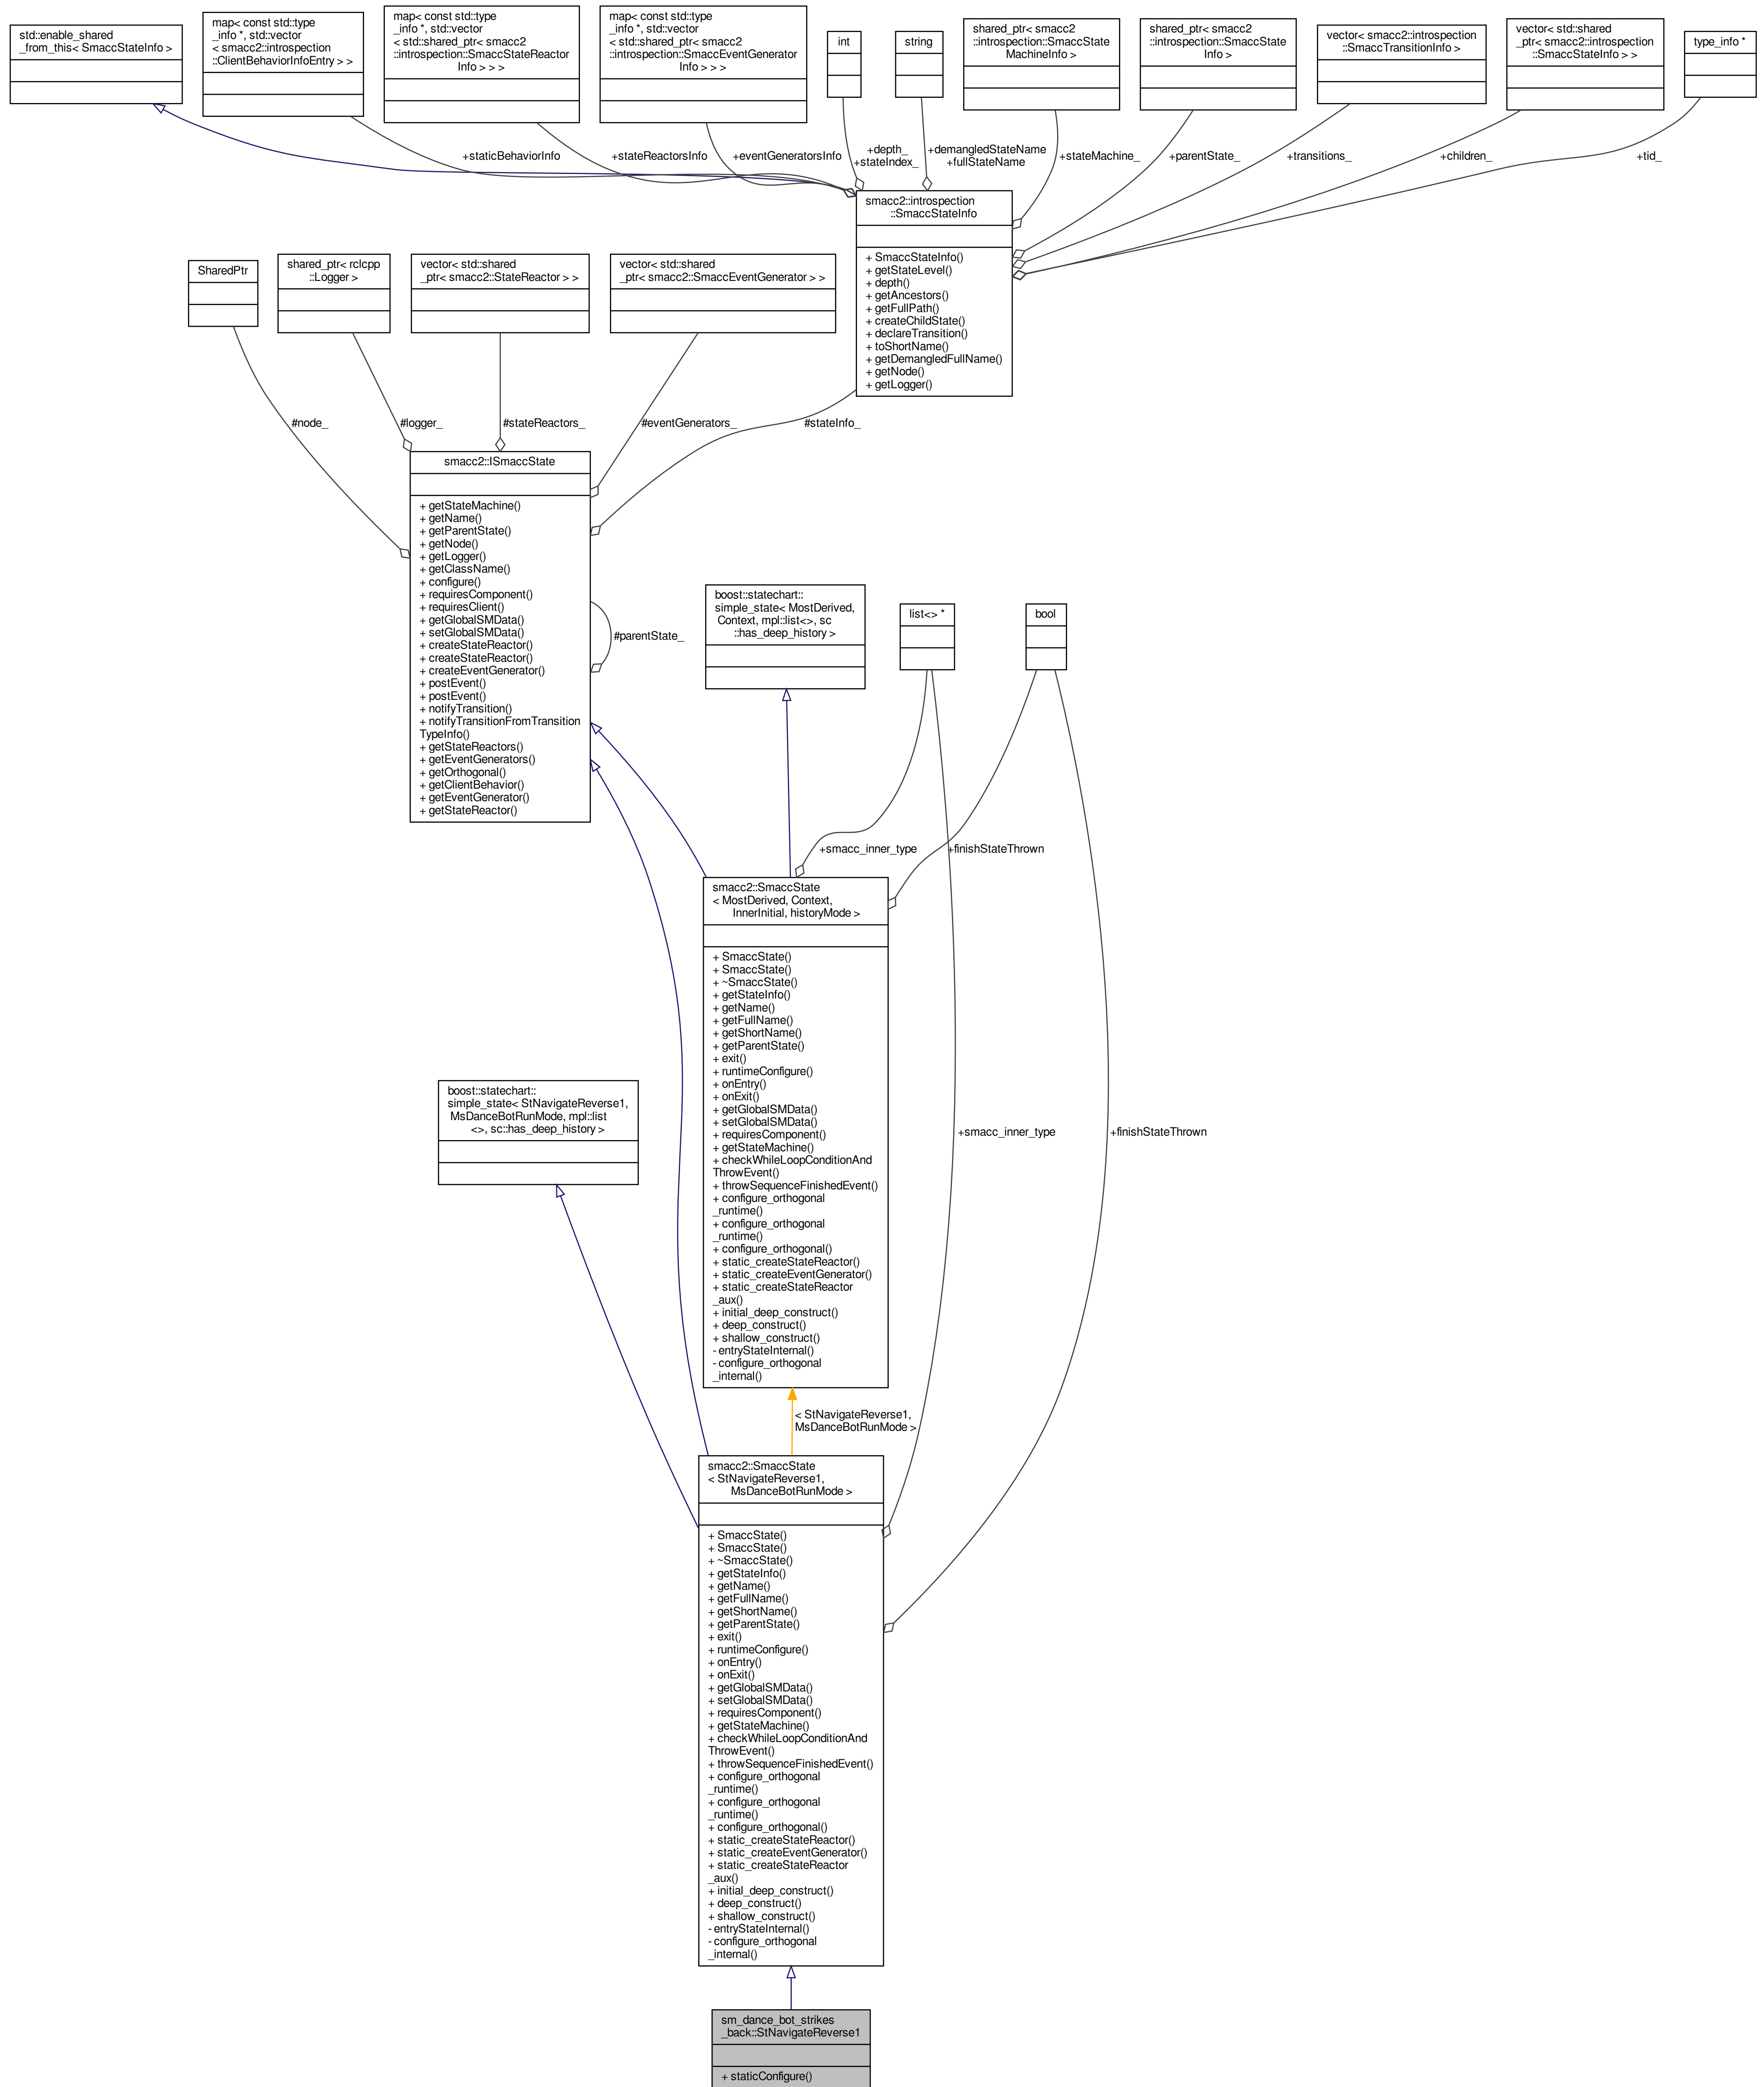 std::enable_shared
_from_this< SmaccStateInfo >
map< const std::type
_info *, std::vector
< smacc2::introspection
::ClientBehaviorInfoEntry > >
map< const std::type
_info *, std::vector
< std::shared_ptr< smacc2
::introspection::SmaccStateReactor
Info > > >
map< const std::type
_info *, std::vector
< std::shared_ptr< smacc2
::introspection::SmaccEventGenerator
Info > > >
int
string
shared_ptr< smacc2
::introspection::SmaccState
MachineInfo >
shared_ptr< smacc2
::introspection::SmaccState
Info >
vector< smacc2::introspection
::SmaccTransitionInfo >
vector< std::shared
_ptr< smacc2::introspection
::SmaccStateInfo > >
type_info *
+staticBehaviorInfo
+stateReactorsInfo
+eventGeneratorsInfo
+depth_
+stateIndex_
+demangledStateName
+fullStateName
+stateMachine_
+parentState_
+transitions_
+children_
+tid_
smacc2::introspection
::SmaccStateInfo
+ SmaccStateInfo()
+ getStateLevel()
+ depth()
+ getAncestors()
+ getFullPath()
+ createChildState()
+ declareTransition()
+ toShortName()
+ getDemangledFullName()
+ getNode()
+ getLogger()
SharedPtr
shared_ptr< rclcpp
::Logger >
vector< std::shared
_ptr< smacc2::StateReactor > >
vector< std::shared
_ptr< smacc2::SmaccEventGenerator > >
#node_
#logger_
#stateReactors_
#eventGenerators_
#stateInfo_
smacc2::ISmaccState
+ getStateMachine()
+ getName()
+ getParentState()
+ getNode()
+ getLogger()
+ getClassName()
+ configure()
+ requiresComponent()
+ requiresClient()
+ getGlobalSMData()
+ setGlobalSMData()
+ createStateReactor()
+ createStateReactor()
+ createEventGenerator()
+ postEvent()
+ postEvent()
+ notifyTransition()
+ notifyTransitionFromTransition
TypeInfo()
+ getStateReactors()
+ getEventGenerators()
+ getOrthogonal()
+ getClientBehavior()
+ getEventGenerator()
+ getStateReactor()
#parentState_
boost::statechart::
simple_state< MostDerived,
Context, mpl::list<>, sc
::has_deep_history >
list<> *
bool
+smacc_inner_type
+finishStateThrown
smacc2::SmaccState
< MostDerived, Context,
InnerInitial, historyMode >
+ SmaccState()
+ SmaccState()
+ ~SmaccState()
+ getStateInfo()
+ getName()
+ getFullName()
+ getShortName()
+ getParentState()
+ exit()
+ runtimeConfigure()
+ onEntry()
+ onExit()
+ getGlobalSMData()
+ setGlobalSMData()
+ requiresComponent()
+ getStateMachine()
+ checkWhileLoopConditionAnd
ThrowEvent()
+ throwSequenceFinishedEvent()
+ configure_orthogonal
_runtime()
+ configure_orthogonal
_runtime()
+ configure_orthogonal()
+ static_createStateReactor()
+ static_createEventGenerator()
+ static_createStateReactor
_aux()
+ initial_deep_construct()
+ deep_construct()
+ shallow_construct()
- entryStateInternal()
- configure_orthogonal
_internal()
boost::statechart::
simple_state< StNavigateReverse1,
MsDanceBotRunMode, mpl::list
<>, sc::has_deep_history >
+smacc_inner_type
+finishStateThrown
< StNavigateReverse1,
MsDanceBotRunMode >
smacc2::SmaccState
< StNavigateReverse1,
MsDanceBotRunMode >
+ SmaccState()
+ SmaccState()
+ ~SmaccState()
+ getStateInfo()
+ getName()
+ getFullName()
+ getShortName()
+ getParentState()
+ exit()
+ runtimeConfigure()
+ onEntry()
+ onExit()
+ getGlobalSMData()
+ setGlobalSMData()
+ requiresComponent()
+ getStateMachine()
+ checkWhileLoopConditionAnd
ThrowEvent()
+ throwSequenceFinishedEvent()
+ configure_orthogonal
_runtime()
+ configure_orthogonal
_runtime()
+ configure_orthogonal()
+ static_createStateReactor()
+ static_createEventGenerator()
+ static_createStateReactor
_aux()
+ initial_deep_construct()
+ deep_construct()
+ shallow_construct()
- entryStateInternal()
- configure_orthogonal
_internal()
sm_dance_bot_strikes
_back::StNavigateReverse1
+ staticConfigure()